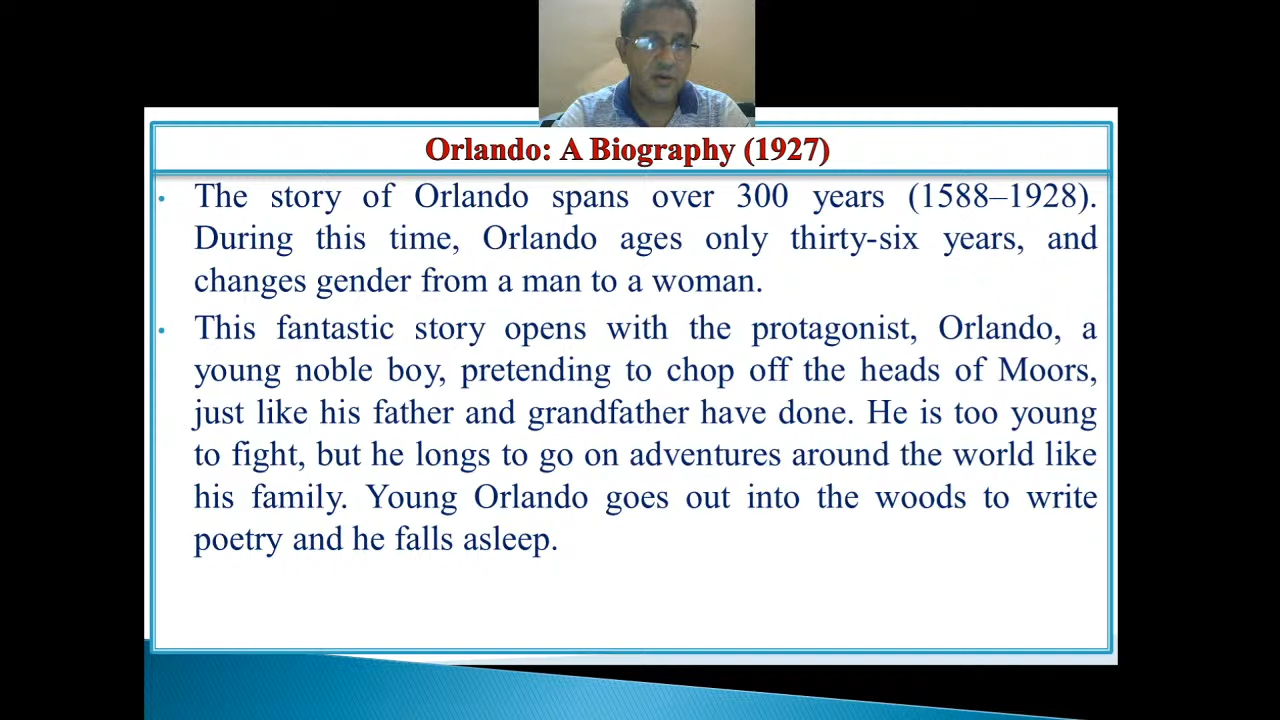 Orlando: A Biography (1927)
• The story of Orlando spans over 300 years (1588–1928).
During this time, Orlando ages only thirty-six years, and
changes gender from a man to a woman.
• This fantastic story opens with the protagonist, Orlando, a
young noble boy, pretending to chop off the heads of Moors,
just like his father and grandfather have done. He is too young
to fight, but he longs to go on adventures around the world like
his family. Young Orlando goes out into the woods to write
poetry and he falls asleep.